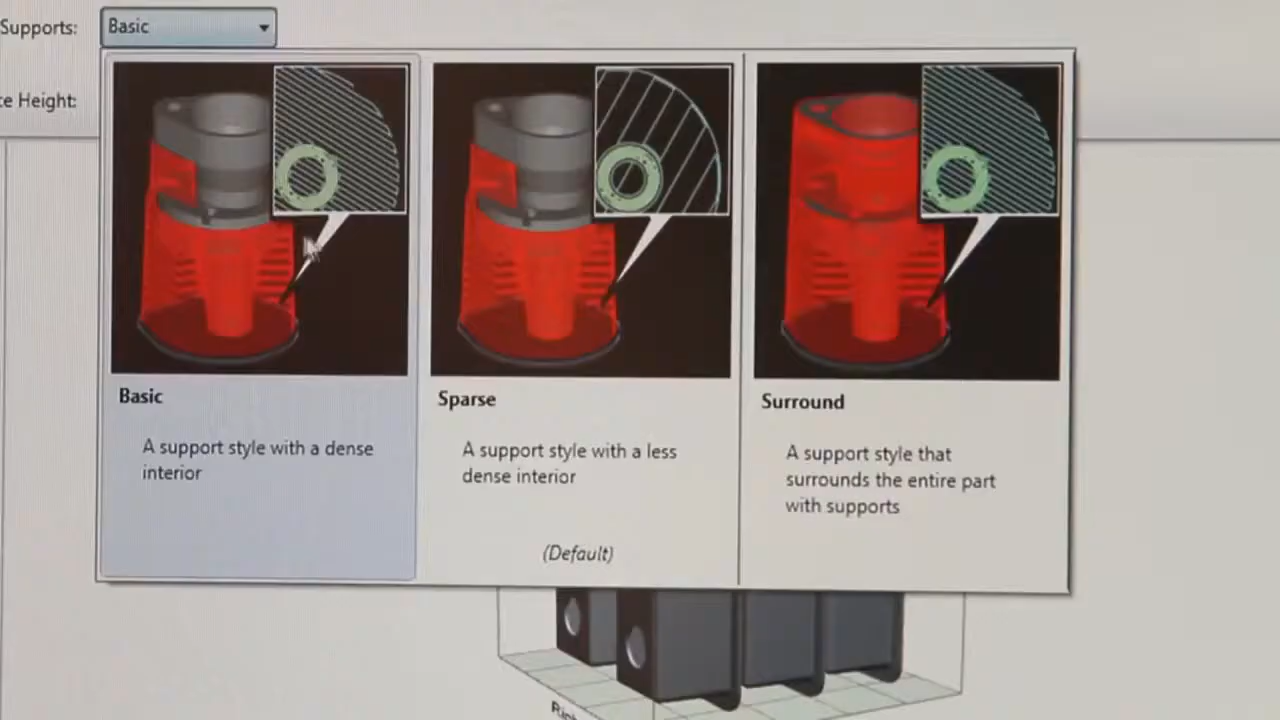 Supports:
Basic
Height:
Basic
A support style with a dense
interior
Sparse
A support style with a less
dense interior
(Default)
Surround
A support style that
surrounds the entire part
with supports